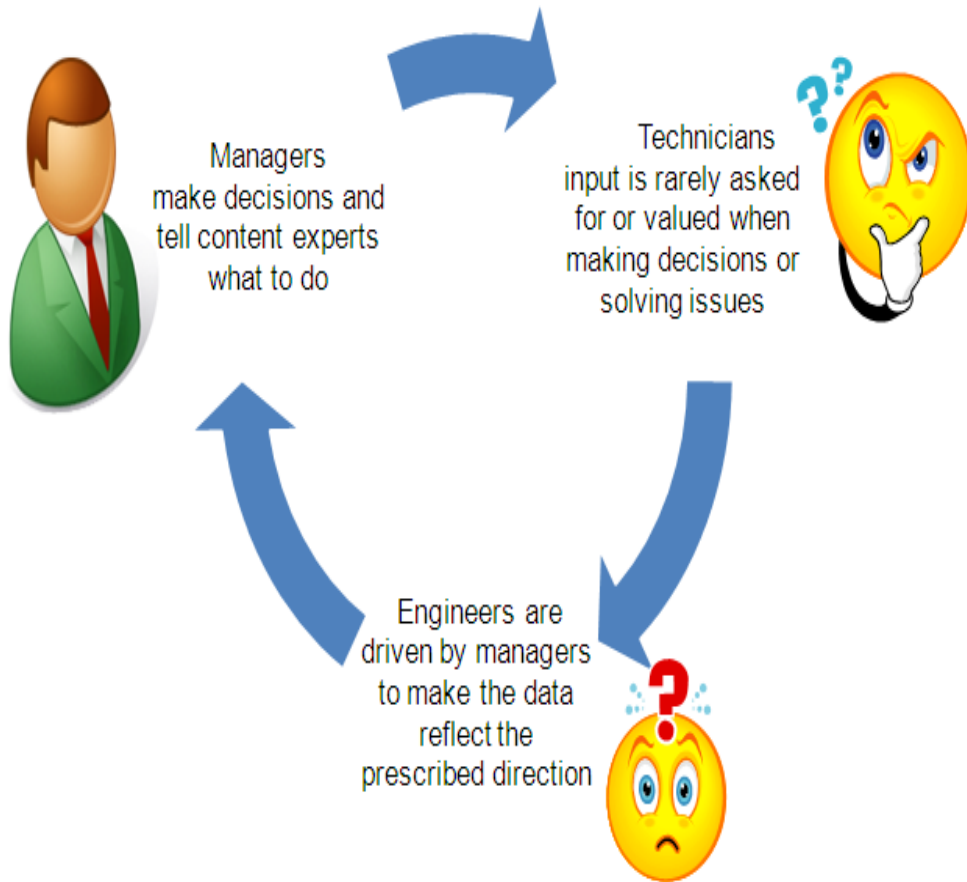 Managers
make decisions and
tell content experts
what to do
Technicians
input is rarely asked
for or valued when
making decisions or
solving issues
Engineers are
driven by managers
to make the data
reflect the
prescribed direction
??
?